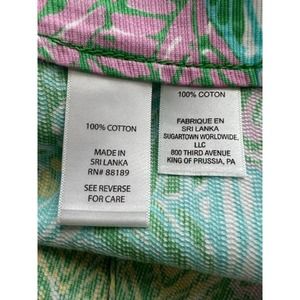 100% COTTON
MADE IN
SRI LANKA
RN# 88189
SEE REVERSE
FOR CARE
100% COTTON
FABRIQUE EN
SRI LANKA
SUGARTOWN WORLDWIDE,
LLC
800 THIRD AVENUE
KING OF PRUSSIA, PA